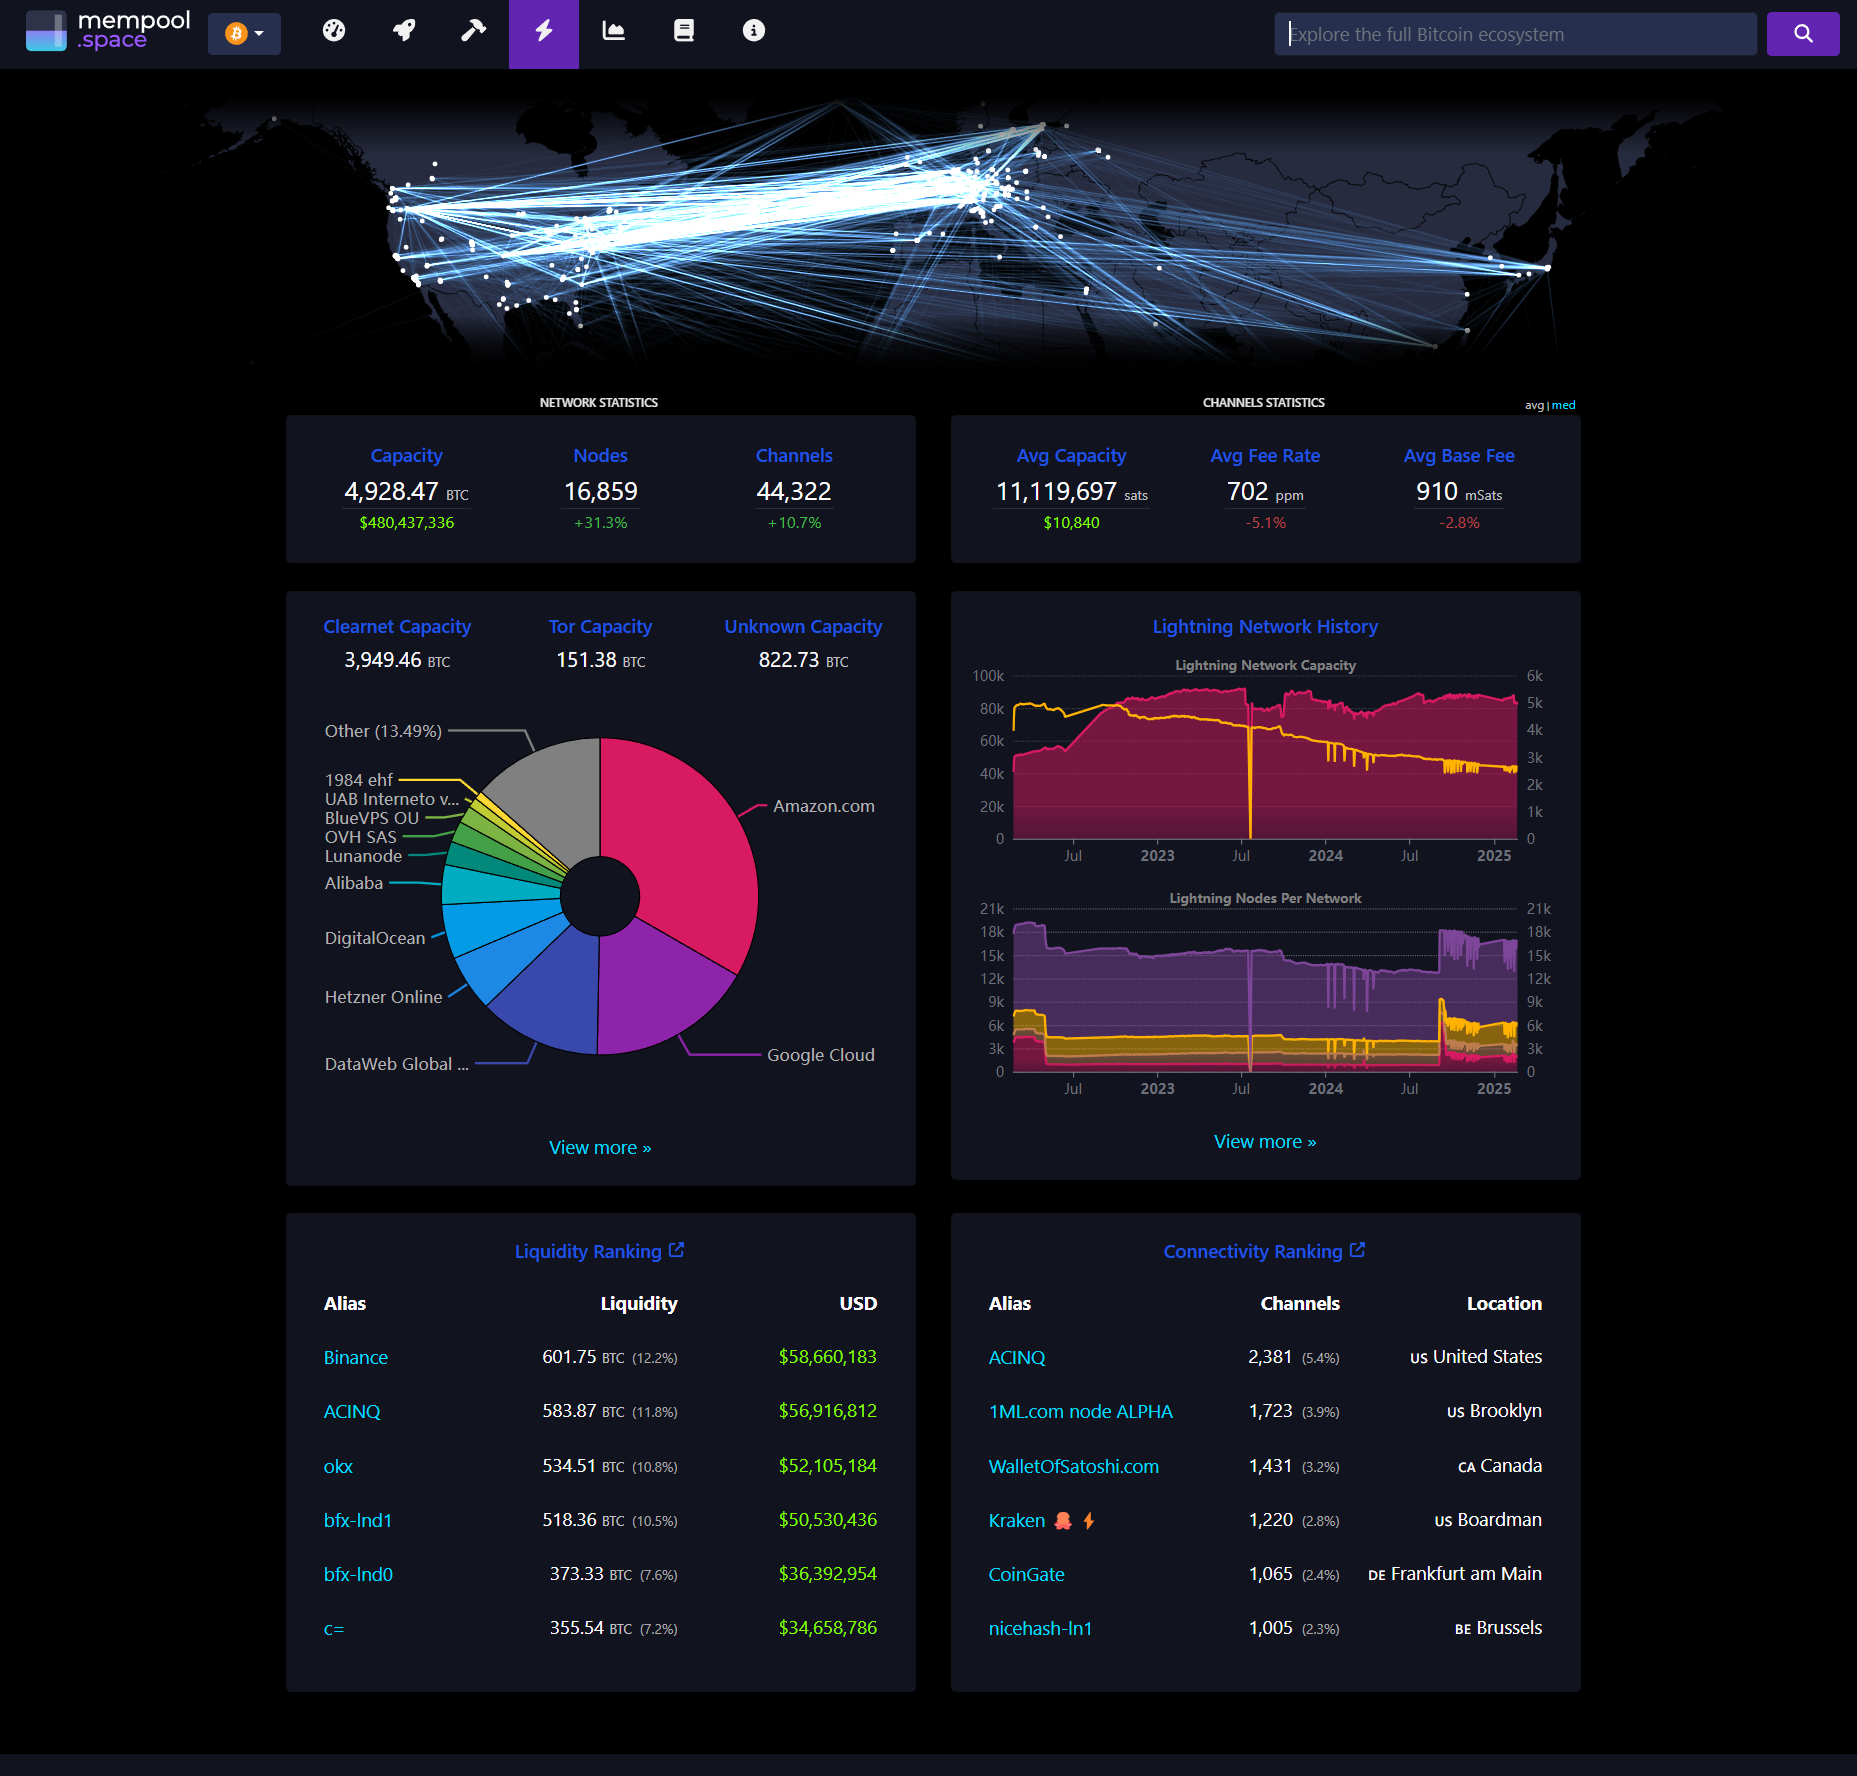 mempool
.space
Explore the full Bitcoin ecosystem
NETWORK STATISTICS
Capacity Nodes Channels
4,928.47 BTC 16,859 44,322
$480,437,336 +31.3% +10.7%
CHANNELS STATISTICS avg | med
Avg Capacity Avg Fee Rate Avg Base Fee
11,119,697 sats 702 ppm 910 mSats
$10,840 -5.1% -2.8%
Clearnet Capacity Tor Capacity Unknown Capacity
3,949.46 BTC 151.38 BTC 822.73 BTC
Other (13.49%)
1984 ehf
UAB Interneto v...
BlueVPS OU
OVH SAS
Lunanode
Alibaba
DigitalOcean
Hetzner Online
DataWeb Global ...
Amazon.com
Google Cloud
View more »
Lightning Network History
Lightning Network Capacity
100k 6k
80k 5k
60k 4k
40k 3k
20k 2k
0 1k
0
Jul 2023 Jul 2024 Jul 2025
Lightning Nodes Per Network
21k 21k
18k 18k
15k 15k
12k 12k
9k 9k
6k 6k
3k 3k
0 0
Jul 2023 Jul 2024 Jul 2025
View more »
Liquidity Ranking
Alias Liquidity USD
Binance 601.75 BTC (12.2%) $58,660,183
ACINQ 583.87 BTC (11.8%) $56,916,812
okx 534.51 BTC (10.8%) $52,105,184
bfx-lnd1 518.36 BTC (10.5%) $50,530,436
bfx-lnd0 373.33 BTC (7.6%) $36,392,954
c= 355.54 BTC (7.2%) $34,658,786
Connectivity Ranking
Alias Channels Location
ACINQ 2,381 (5.4%) US United States
1ML.com node ALPHA 1,723 (3.9%) US Brooklyn
WalletOfSatoshi.com 1,431 (3.2%) CA Canada
Kraken 🐙⚡ 1,220 (2.8%) US Boardman
CoinGate 1,065 (2.4%) DE Frankfurt am Main
nicehash-ln1 1,005 (2.3%) BE Brussels